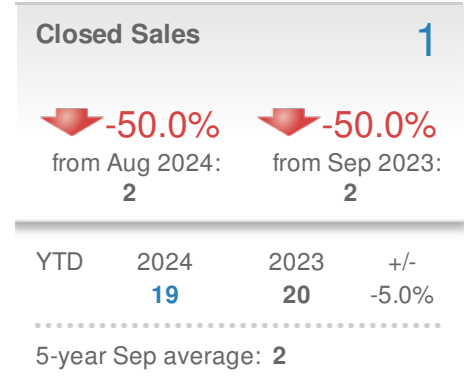 Closed Sales 1
-50.0% -50.0%
from Aug 2024: from Sep 2023:
2 2
YTD 2024 2023 +/-
19 20 -5.0%
5-year Sep average: 2